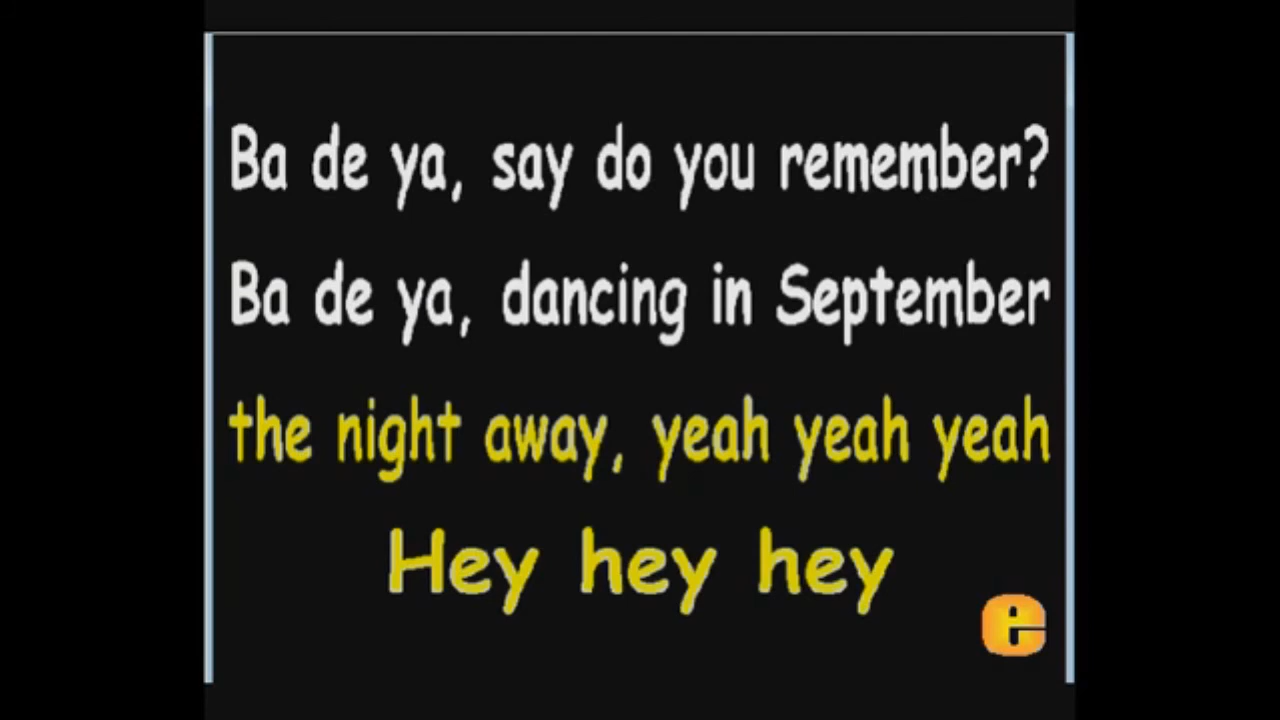 Ba de ya, say do you remember?
Ba de ya, dancing in September
the night away, yeah yeah yeah
Hey hey hey
e